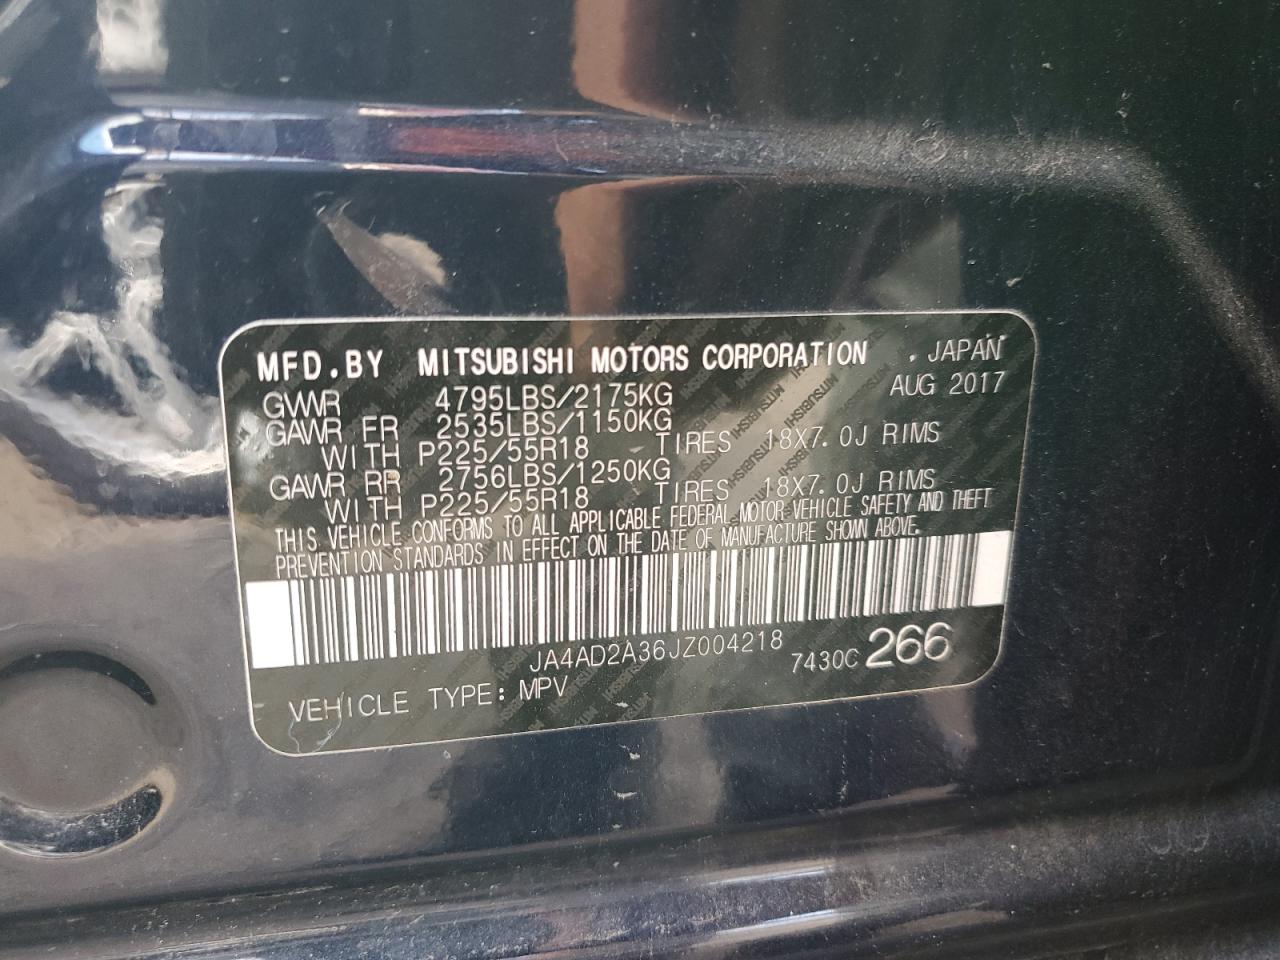 MFD.BY MITSUBISHI MOTORS CORPORATION . JAPAN
GVWR 4795LBS/2175KG AUG 2017
GAWR FR 2535LBS/1150KG
WITH P225/55R18 TIRES 18X7.0J RIMS
GAWR RR 2756LBS/1250KG
WITH P225/55R18 TIRES 18X7.0J RIMS
THIS VEHICLE CONFORMS TO ALL APPLICABLE FEDERAL MOTOR VEHICLE SAFETY AND THEFT
PREVENTION STANDARDS IN EFFECT ON THE DATE OF MANUFACTURE SHOWN ABOVE.
JA4AD2A36JZ004218
7430C 266
VEHICLE TYPE: MPV